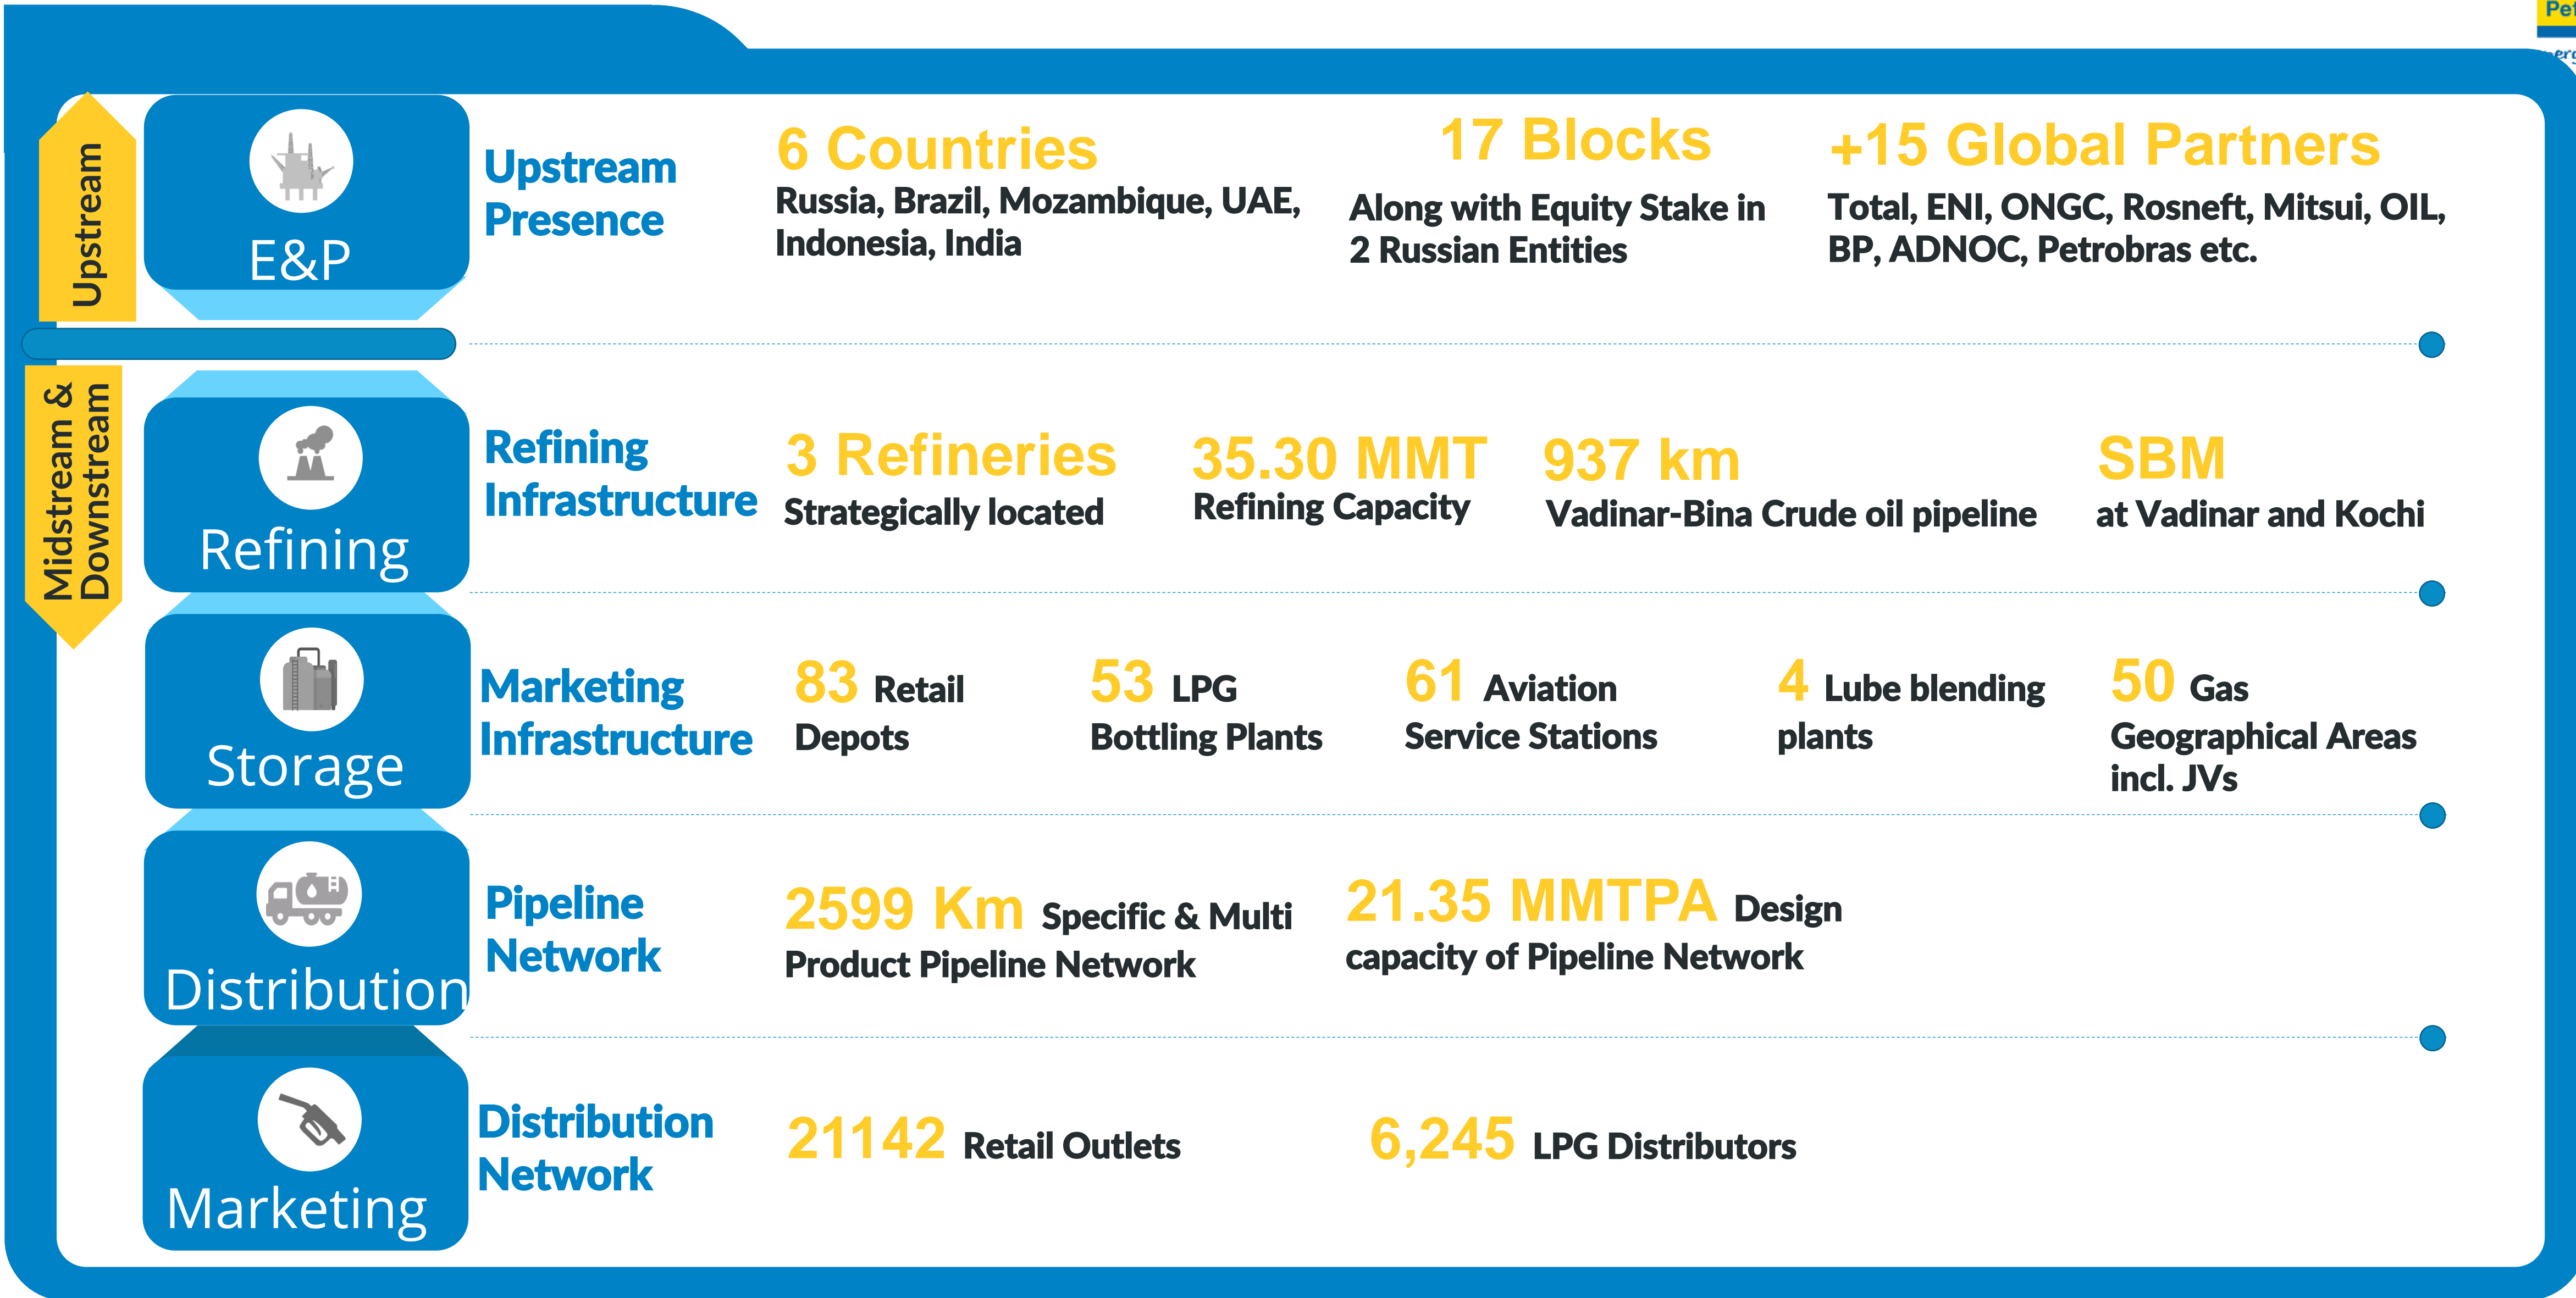 Upstream
E&P
Upstream
Presence
6 Countries
Russia, Brazil, Mozambique, UAE,
Indonesia, India
17 Blocks
Along with Equity Stake in
2 Russian Entities
+15 Global Partners
Total, ENI, ONGC, Rosneft, Mitsui, OIL,
BP, ADNOC, Petrobras etc.
Midstream &
Downstream
Refining
Refining
Infrastructure
3 Refineries
Strategically located
35.30 MMT
Refining Capacity
937 km
Vadinar-Bina Crude oil pipeline
SBM
at Vadinar and Kochi
Storage
Marketing
Infrastructure
83 Retail
Depots
53 LPG
Bottling Plants
61 Aviation
Service Stations
4 Lube blending
plants
50 Gas
Geographical Areas
incl. JVs
Distribution
Pipeline
Network
2599 Km Specific & Multi
Product Pipeline Network
21.35 MMTPA Design
capacity of Pipeline Network
Marketing
Distribution
Network
21142 Retail Outlets
6,245 LPG Distributors